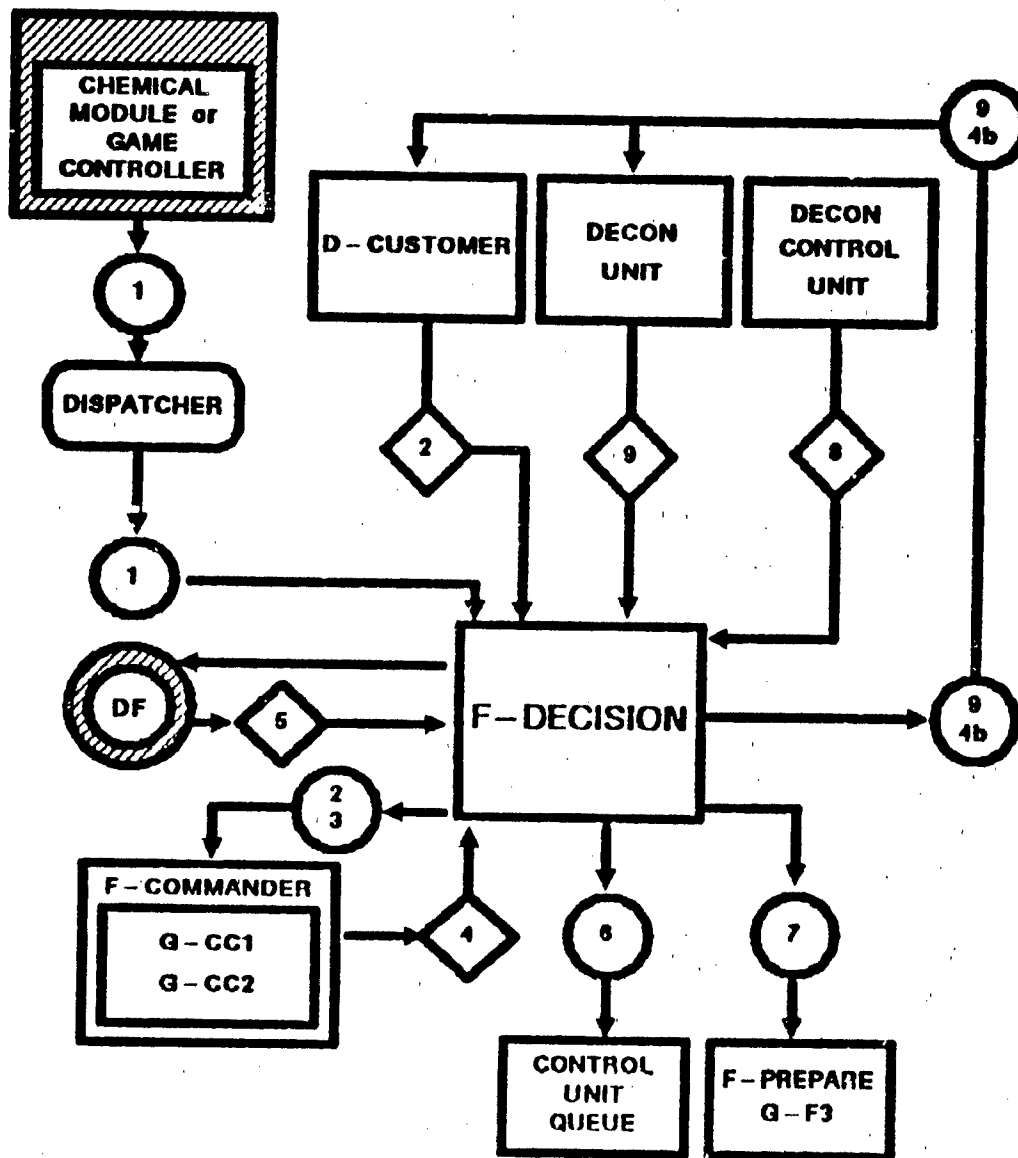 CHEMICAL
MODULE or
GAME
CONTROLLER
9
4b
D-CUSTOMER
DECON
UNIT
DECON
CONTROL
UNIT
1
DISPATCHER
2
9
8
1
DF
5
F-DECISION
9
4b
2
3
F-COMMANDER
G-CC1
G-CC2
4
6
7
CONTROL
UNIT
QUEUE
F-PREPARE
G-F3